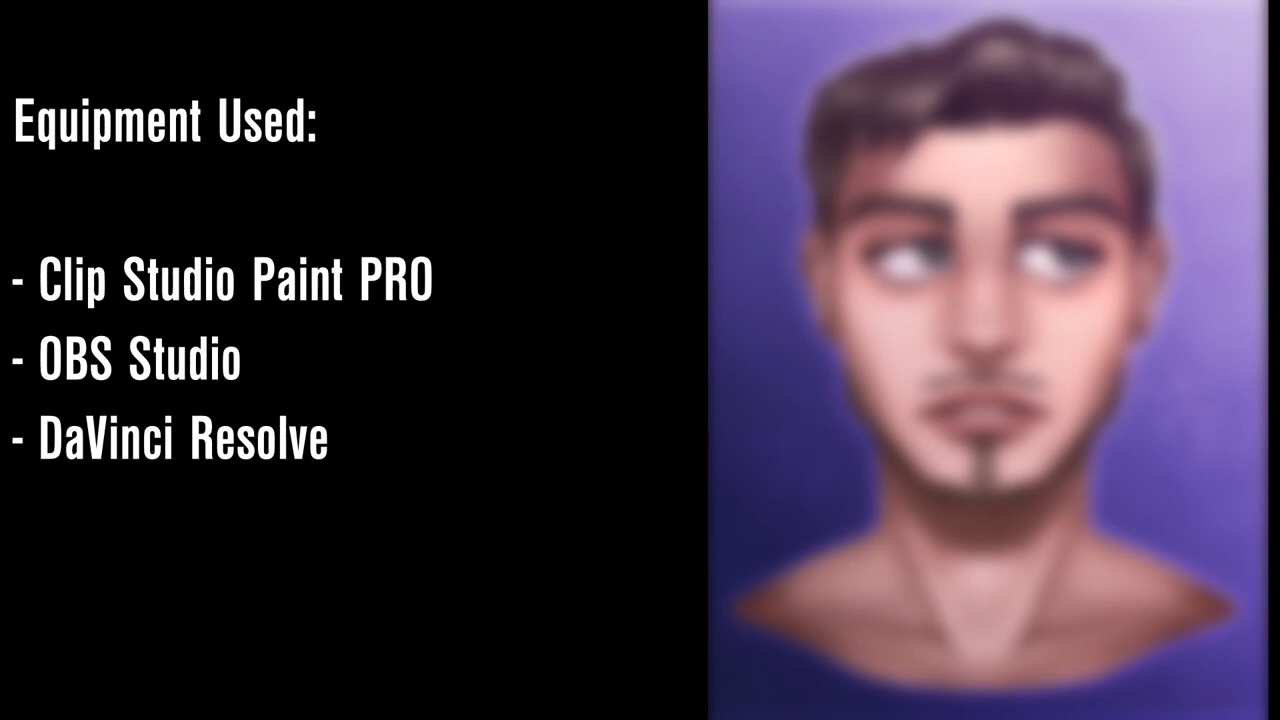 Equipment Used:
- Clip Studio Paint PRO
- OBS Studio
- DaVinci Resolve